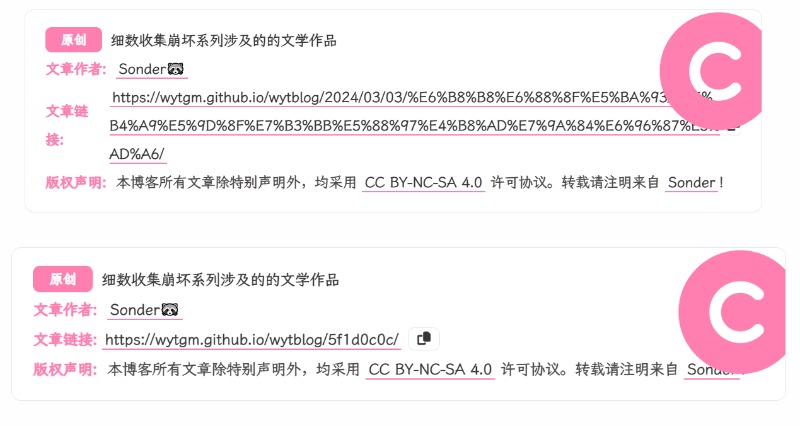 原创 细数收集崩坏系列涉及的的文学作品
文章作者: Sonder
https://wytgm.github.io/wytblog/2024/03/03/%E6%B8%B8%E6%88%8F%E5%BA%93
文章链
B4%A9%E5%9D%8F%E7%B3%BB%E5%88%97%E4%B8%AD%E7%9A%84%E6%96%87%E5%
接:
AD%A6/
版权声明: 本博客所有文章除特别声明外，均采用 CC BY-NC-SA 4.0 许可协议。转载请注明来自 Sonder！
原创 细数收集崩坏系列涉及的的文学作品
文章作者: Sonder
文章链接: https://wytgm.github.io/wytblog/5f1d0c0c/
版权声明: 本博客所有文章除特别声明外，均采用 CC BY-NC-SA 4.0 许可协议。转载请注明来自 Sonder